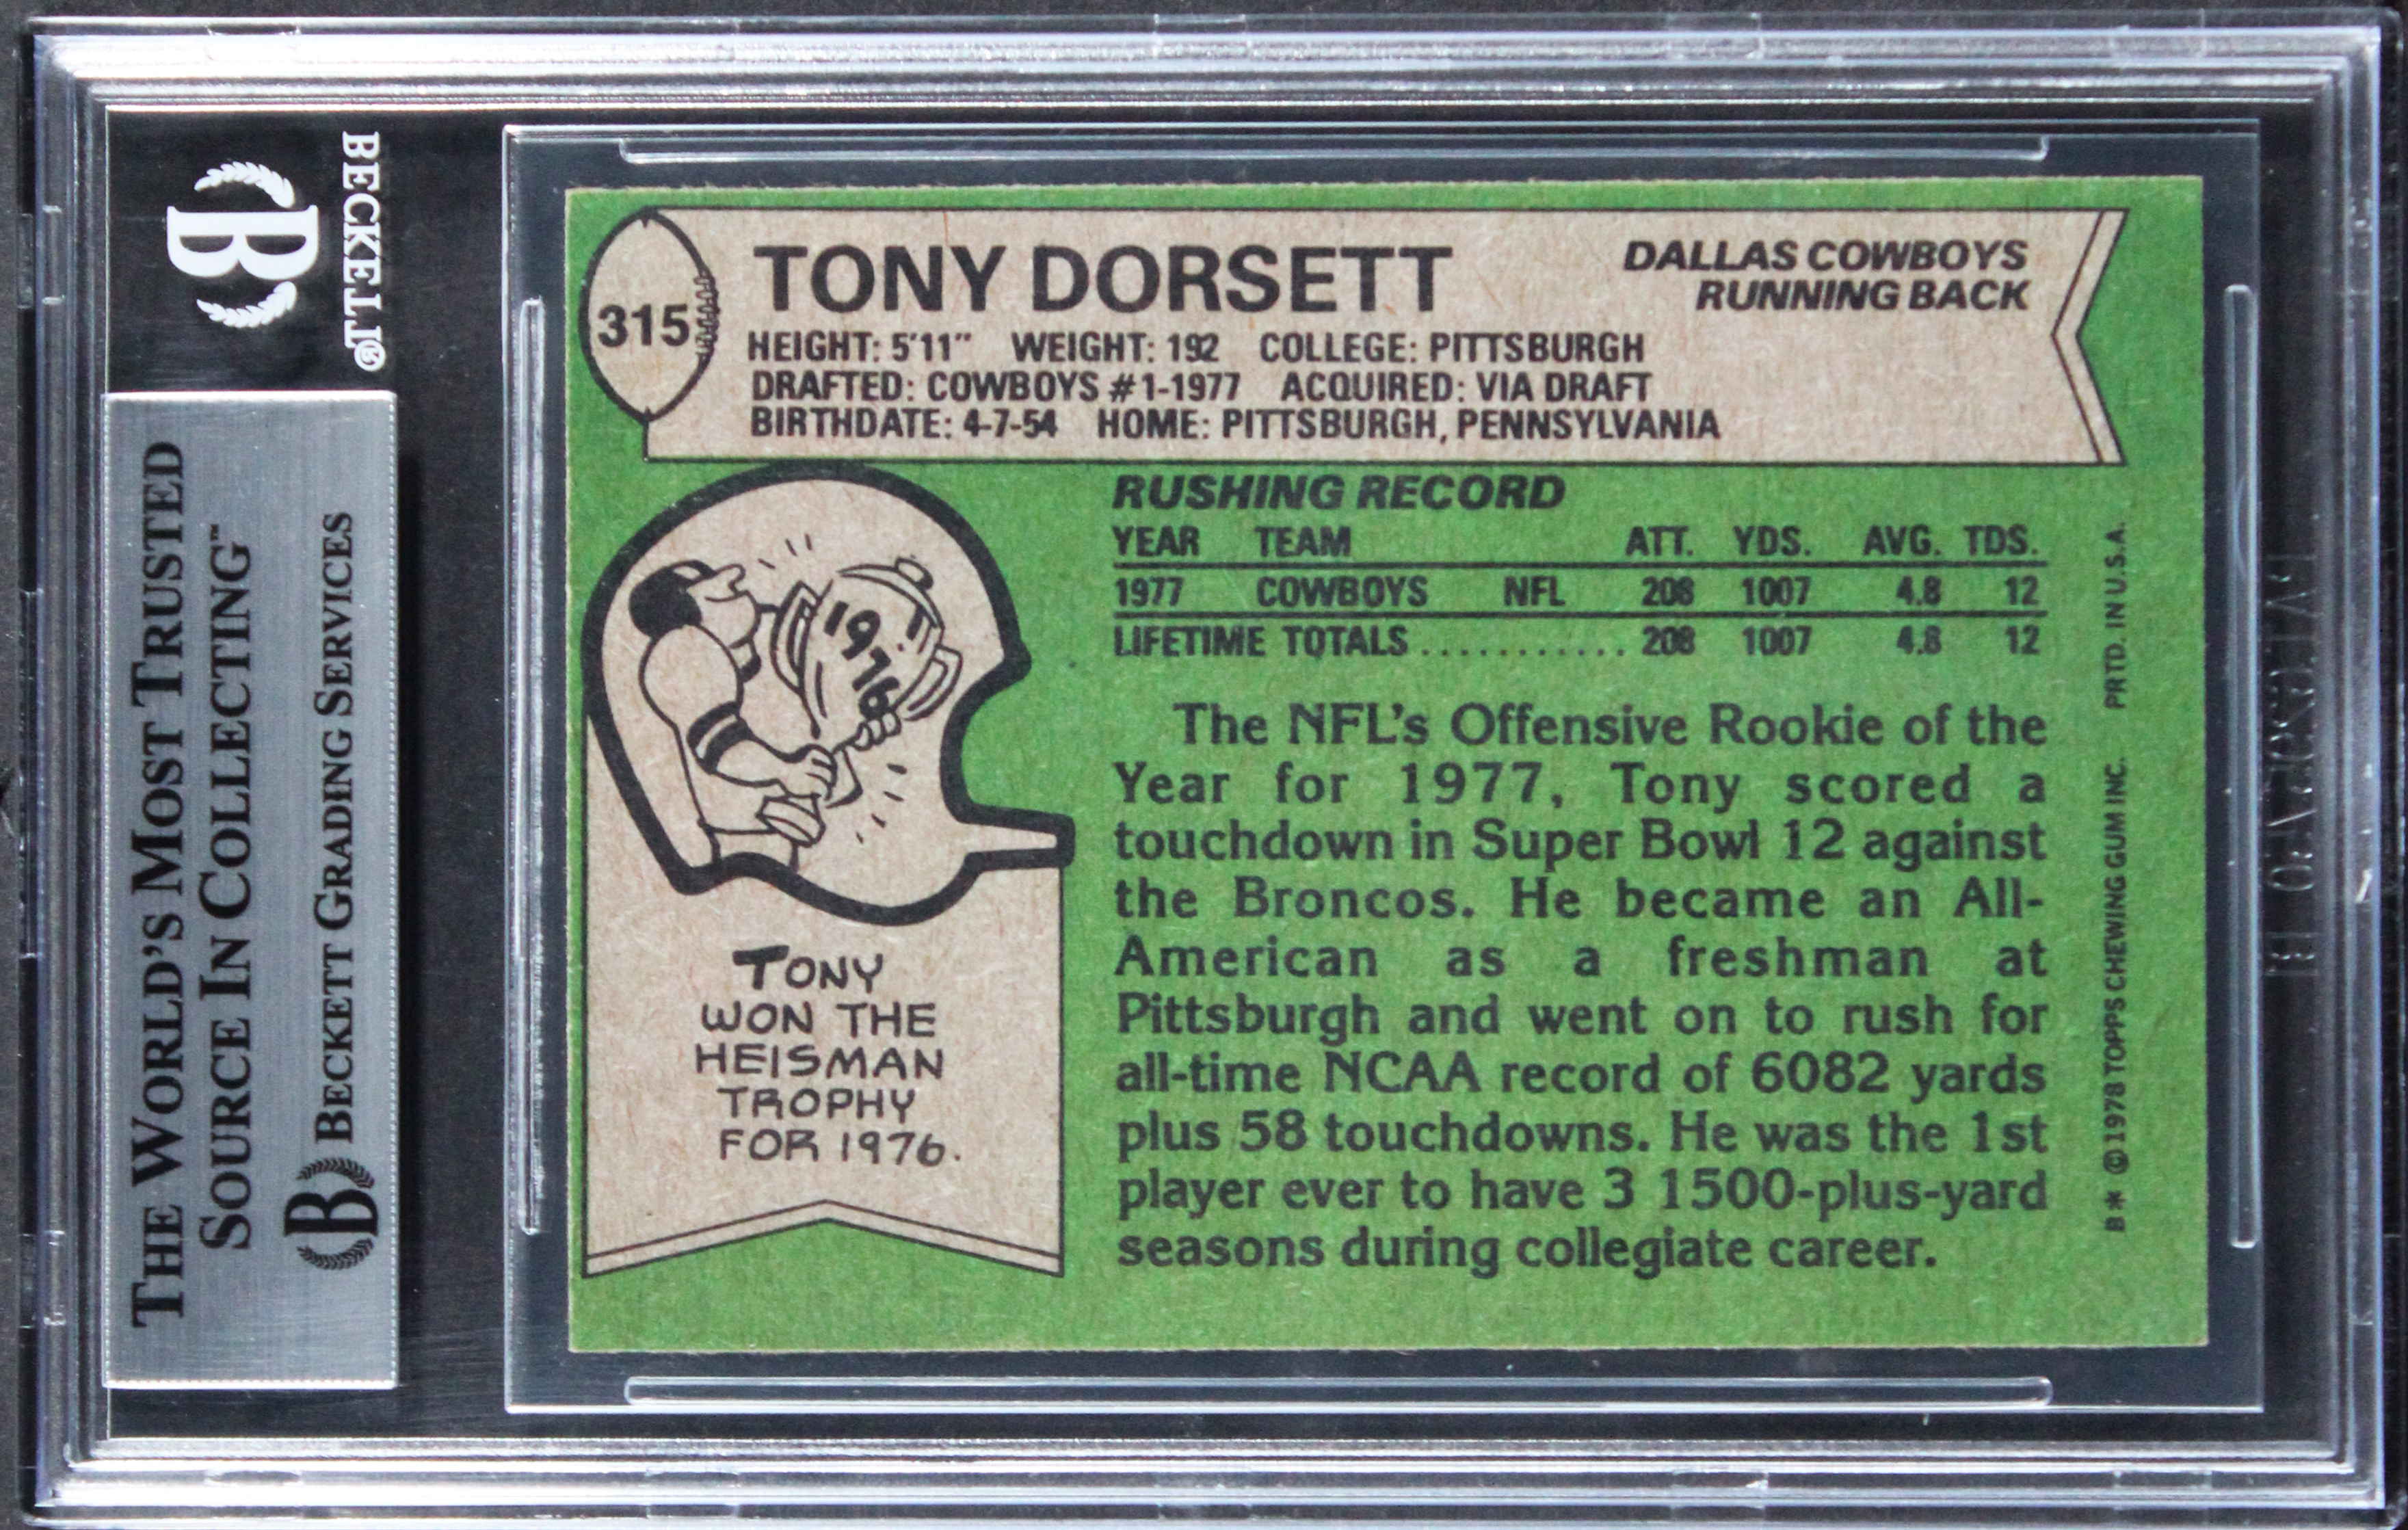 BECKETT®
B
THE WORLD'S MOST TRUSTED
SOURCE IN COLLECTING™
B BECKETT GRADING SERVICES
315
TONY DORSETT
DALLAS COWBOYS
RUNNING BACK
HEIGHT: 5'11" WEIGHT: 192 COLLEGE: PITTSBURGH
DRAFTED: COWBOYS #1-1977 ACQUIRED: VIA DRAFT
BIRTHDATE: 4-7-54 HOME: PITTSBURGH, PENNSYLVANIA
1976
TONY
WON THE
HEISMAN
TROPHY
FOR 1976.
RUSHING RECORD
YEAR TEAM ATT. YDS. AVG. TDS.
1977 COWBOYS NFL 208 1007 4.8 12
LIFETIME TOTALS ........... 208 1007 4.8 12
The NFL's Offensive Rookie of the
Year for 1977, Tony scored a
touchdown in Super Bowl 12 against
the Broncos. He became an All-
American as a freshman at
Pittsburgh and went on to rush for
all-time NCAA record of 6082 yards
plus 58 touchdowns. He was the 1st
player ever to have 3 1500-plus-yard
seasons during collegiate career.
B* ©1978 TOPPS CHEWING GUM INC. PRTD. IN U.S.A.